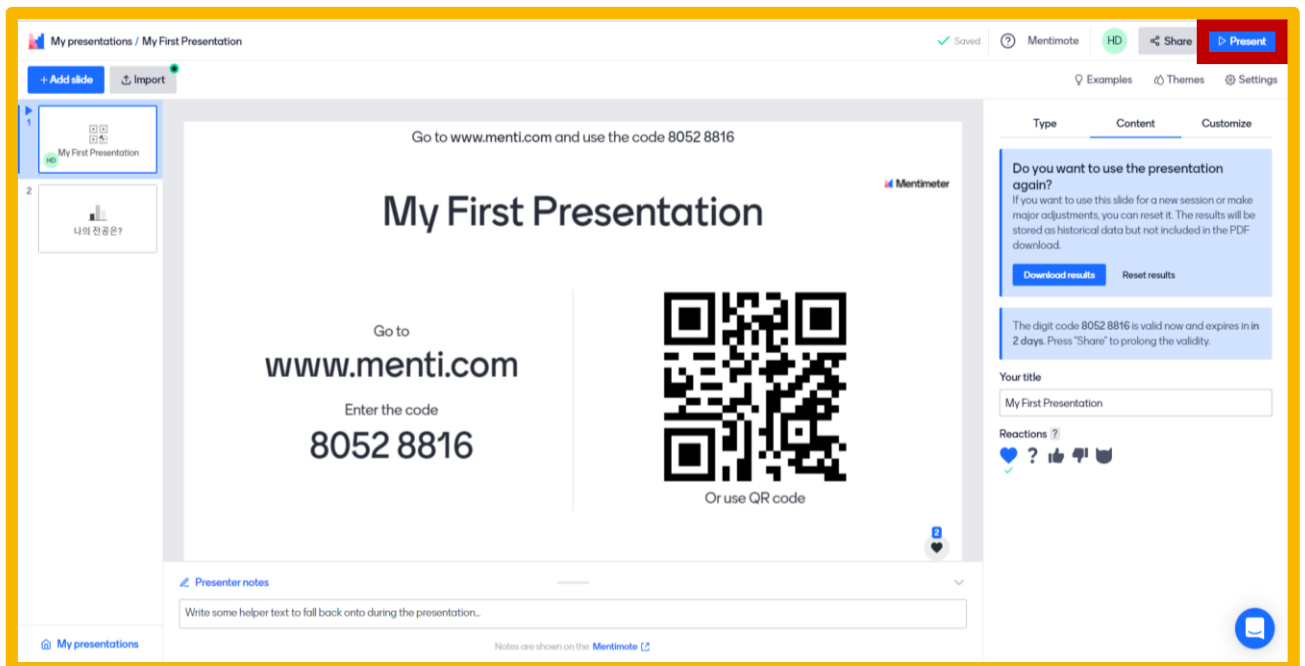 My presentations / My First Presentation
Saved
Mentimote
HD
Share
Present
+ Add slide
Import
Examples
Themes
Settings
1
My First Presentation
HD
2
나의 전공은?
Go to www.menti.com and use the code 8052 8816
Mentimeter
My First Presentation
Go to
www.menti.com
Enter the code
8052 8816
Or use QR code
2
Presenter notes
Write some helper text to fall back onto during the presentation...
Notes are shown on the Mentimote
My presentations
Type
Content
Customize
Do you want to use the presentation
again?
If you want to use this slide for a new session or make
major adjustments, you can reset it. The results will be
stored as historical data but not included in the PDF
download.
Download results
Reset results
The digit code 8052 8816 is valid now and expires in in
2 days. Press "Share" to prolong the validity.
Your title
My First Presentation
Reactions ?